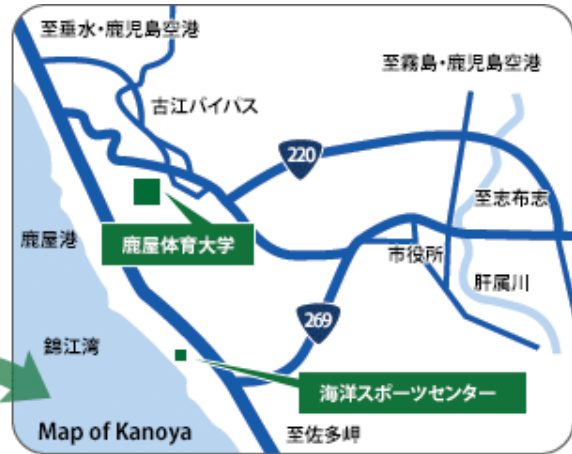 至垂水・鹿児島空港
至霧島・鹿児島空港
古江バイパス
220
至志布志
鹿屋港
鹿屋体育大学
市役所
肝属川
269
錦江湾
海洋スポーツセンター
Map of Kanoya
至佐多岬